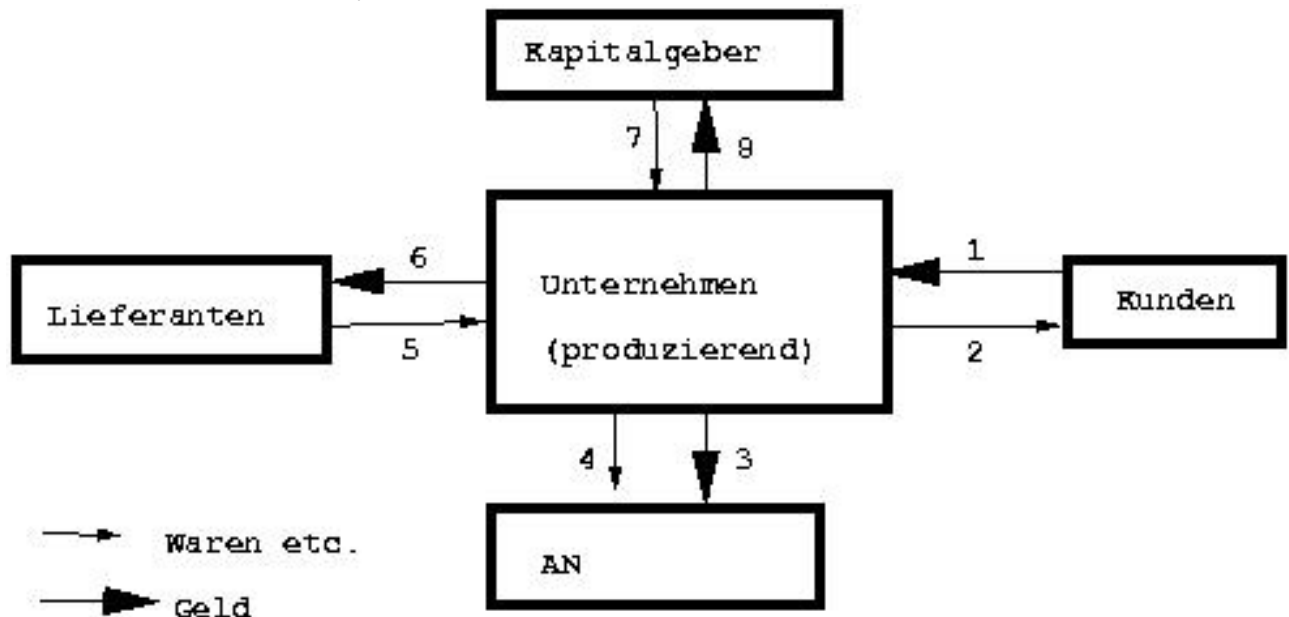 Kapitalgeber
7
8
6
1
Lieferanten
Unternehmen
(produzierend)
Kunden
5
2
4
3
AN
Waren etc.
Geld